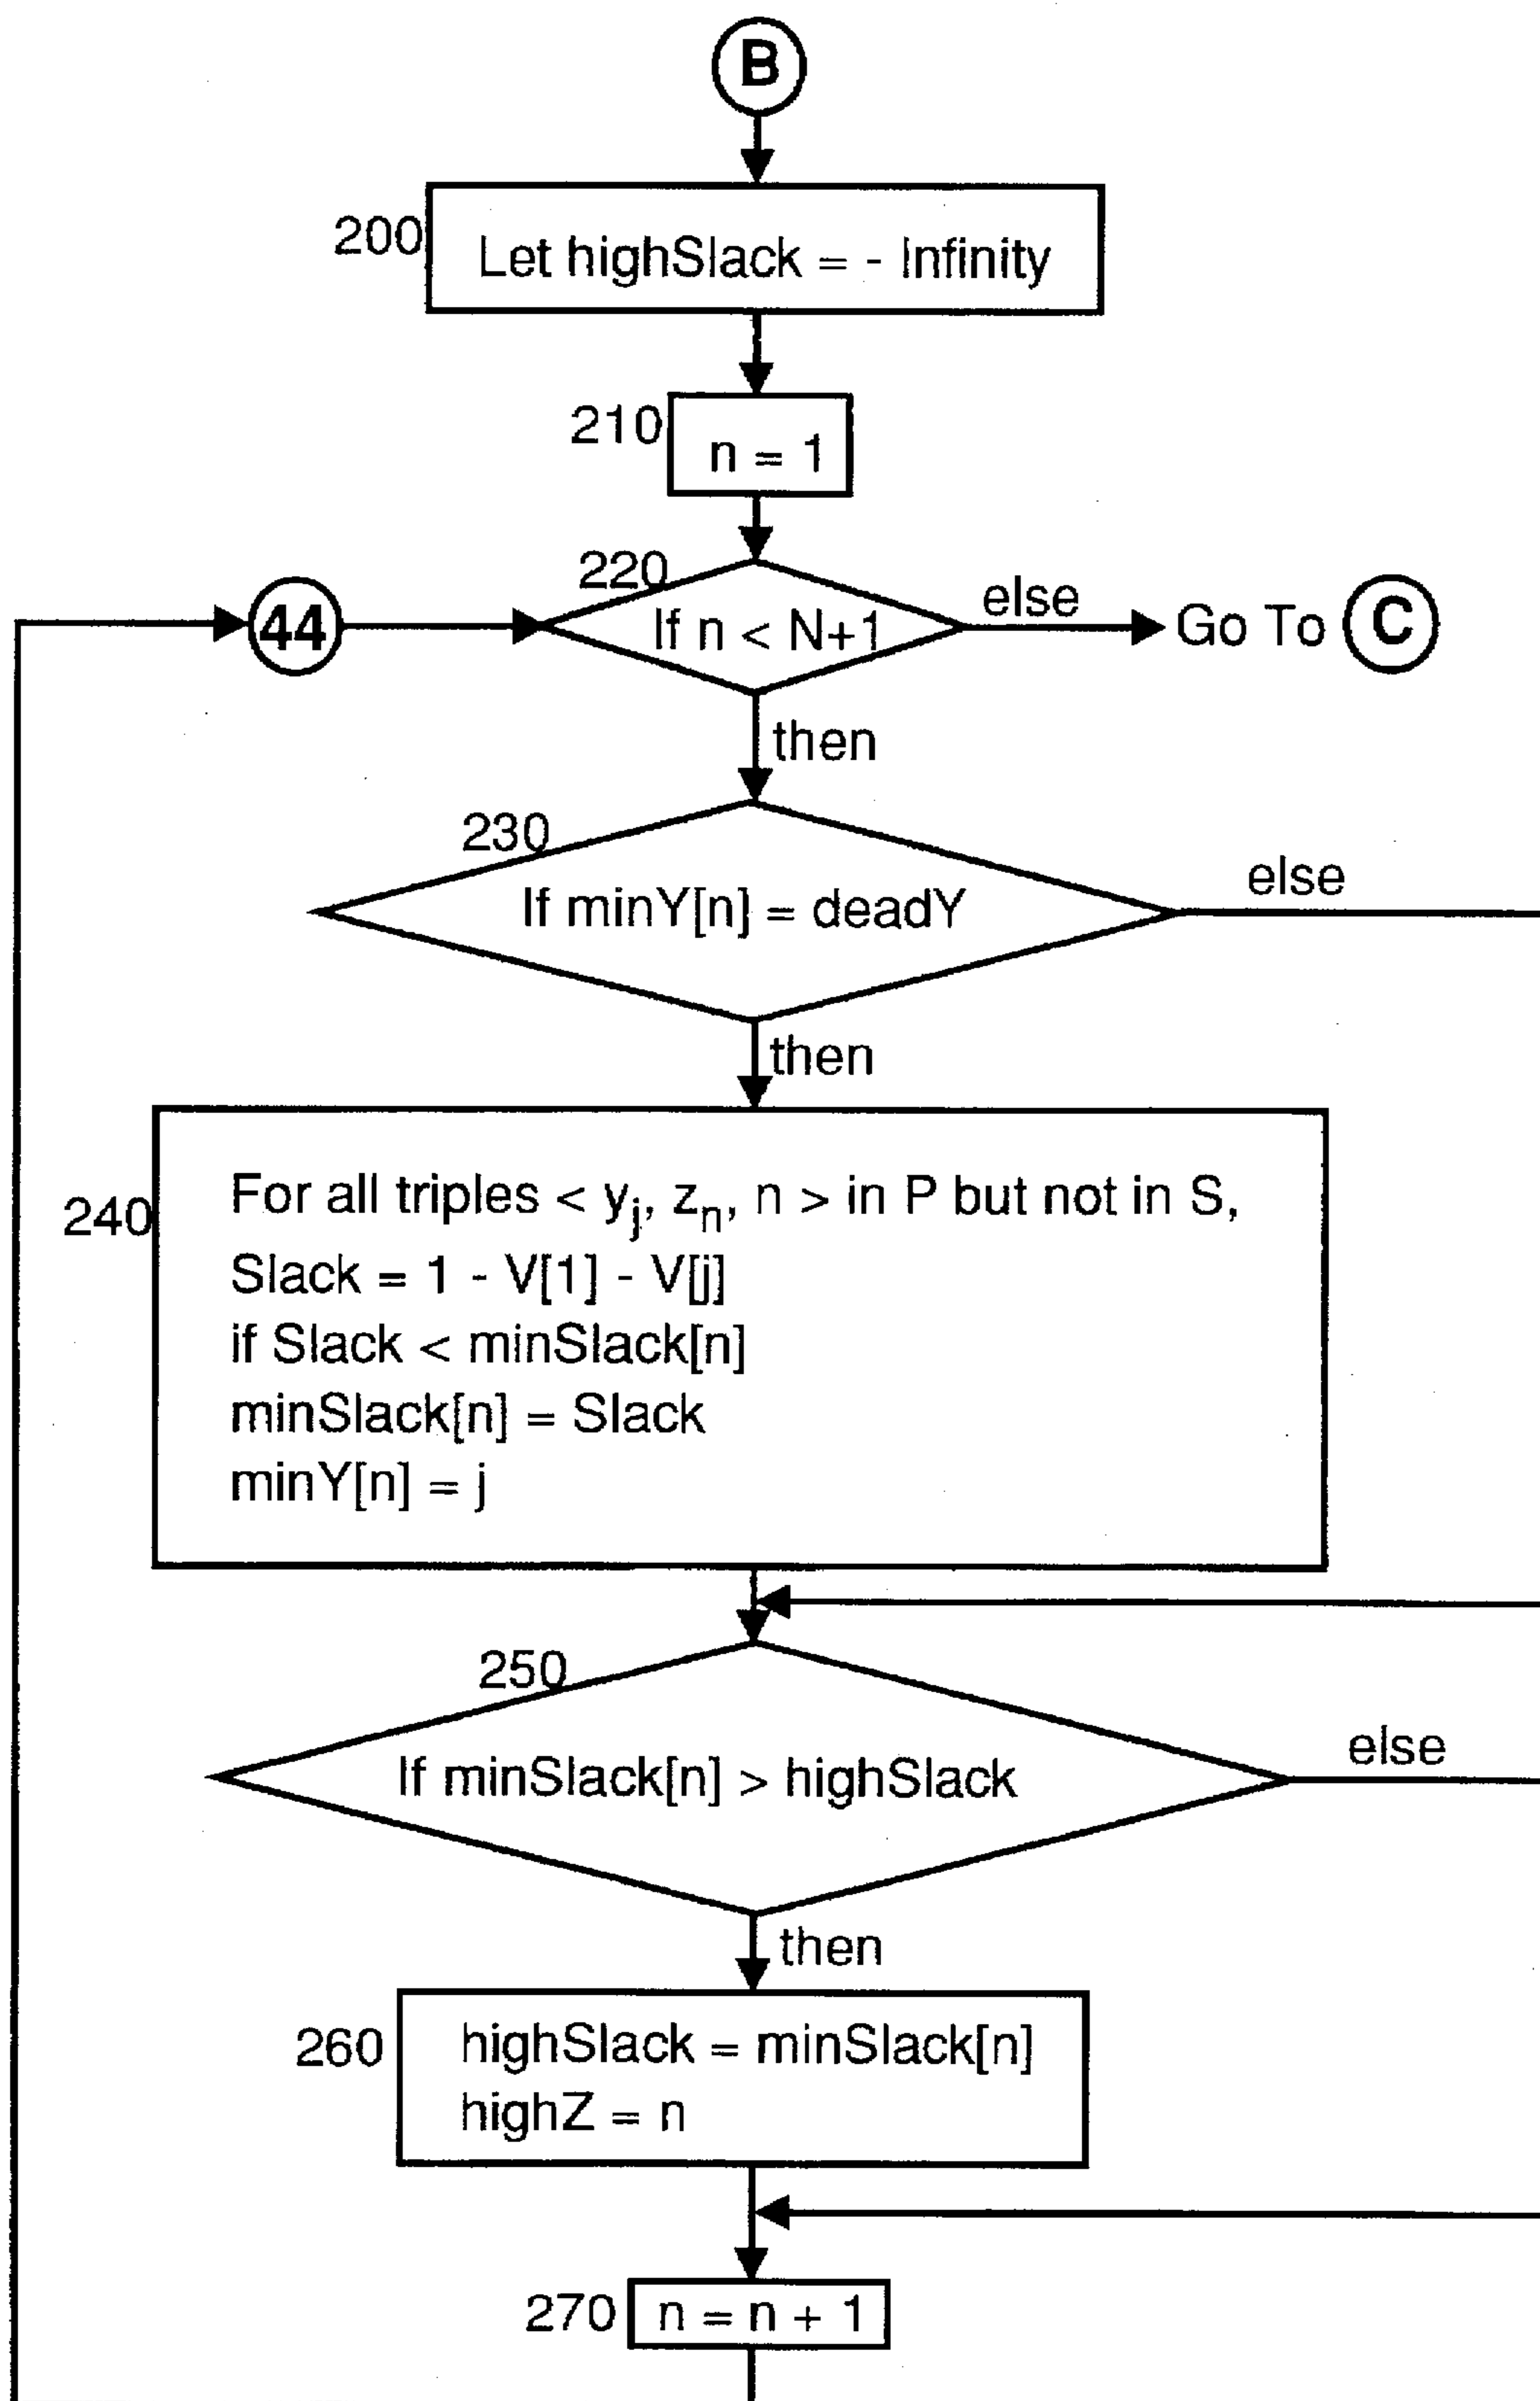 B
200
Let highSlack = - Infinity
210
n = 1
220
44
If n < N+1
else
Go To C
then
230
If minY[n] = deadY
else
then
240
For all triples < yj, zn, n > in P but not in S,
Slack = 1 - V[1] - V[j]
if Slack < minSlack[n]
minSlack[n] = Slack
minY[n] = j
250
If minSlack[n] > highSlack
else
then
260
highSlack = minSlack[n]
highZ = n
270
n = n + 1